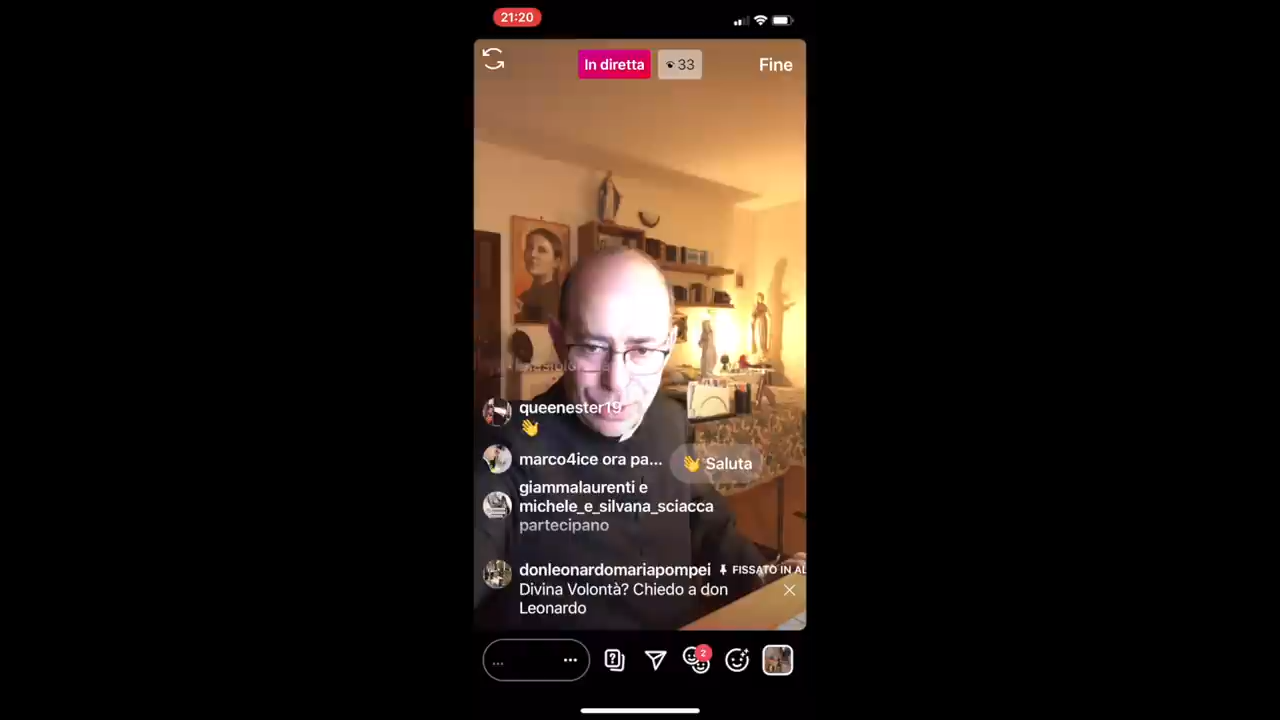 21:20
In diretta
33
Fine
queenester19
👋
marco4ice ora pa...
👋 Saluta
giammalaurenti e
michele_e_silvana_sciacca
partecipano
donleonardomariapompei
FISSATO IN AL
Divina Volontà? Chiedo a don
Leonardo
...
2